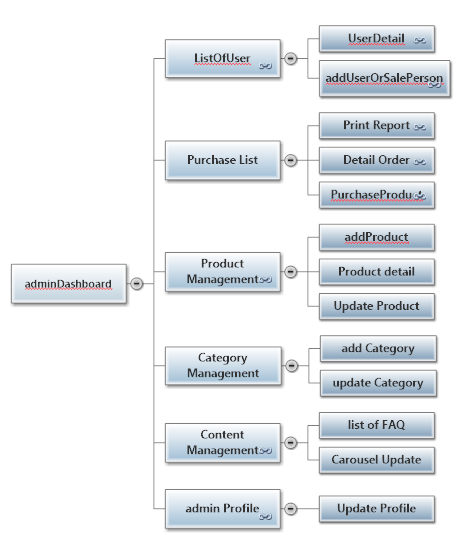 adminDashboard
ListOfUser
UserDetail
addUserOrSalePerson
Purchase List
Print Report
Detail Order
PurchaseProdu
Product
Management
addProduct
Product detail
Update Product
Category
Management
add Category
update Category
Content
Management
list of FAQ
Carousel Update
admin Profile
Update Profile